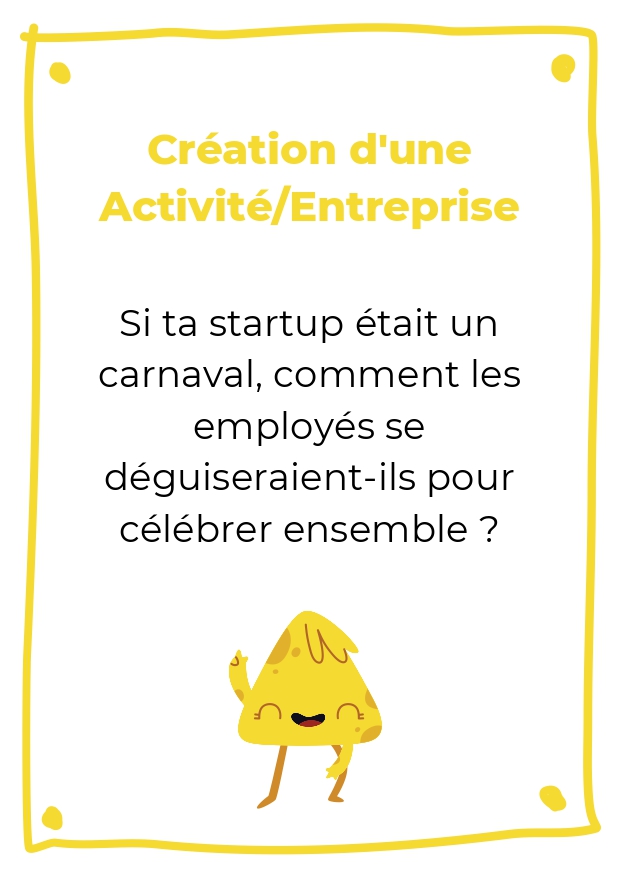 Création d'une
Activité/Entreprise
Si ta startup était un
carnaval, comment les
employés se
déguiseraient-ils pour
célébrer ensemble ?